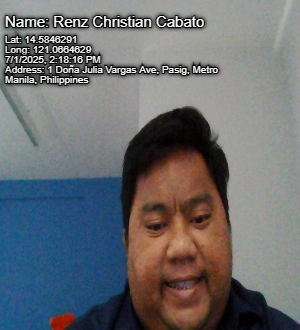 Name: Renz Christian Cabato
Lat: 14.5846291
Long: 121.0664629
7/1/2025, 2:18:16 PM
Address: 1 Doña Julia Vargas Ave, Pasig, Metro
Manila, Philippines